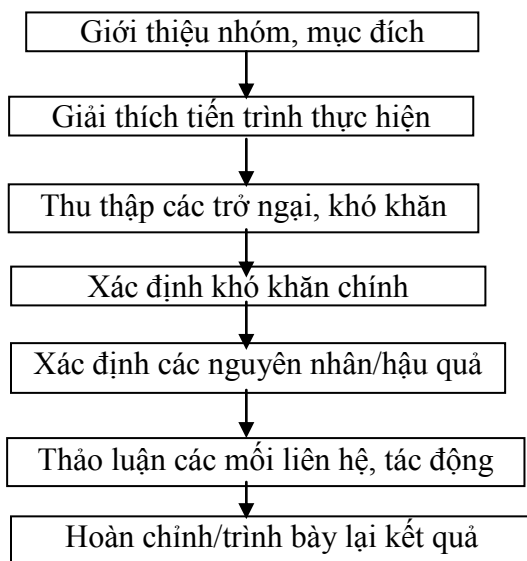 Giới thiệu nhóm, mục đích
Giải thích tiến trình thực hiện
Thu thập các trở ngại, khó khăn
Xác định khó khăn chính
Xác định các nguyên nhân/hậu quả
Thảo luận các mối liên hệ, tác động
Hoàn chỉnh/trình bày lại kết quả